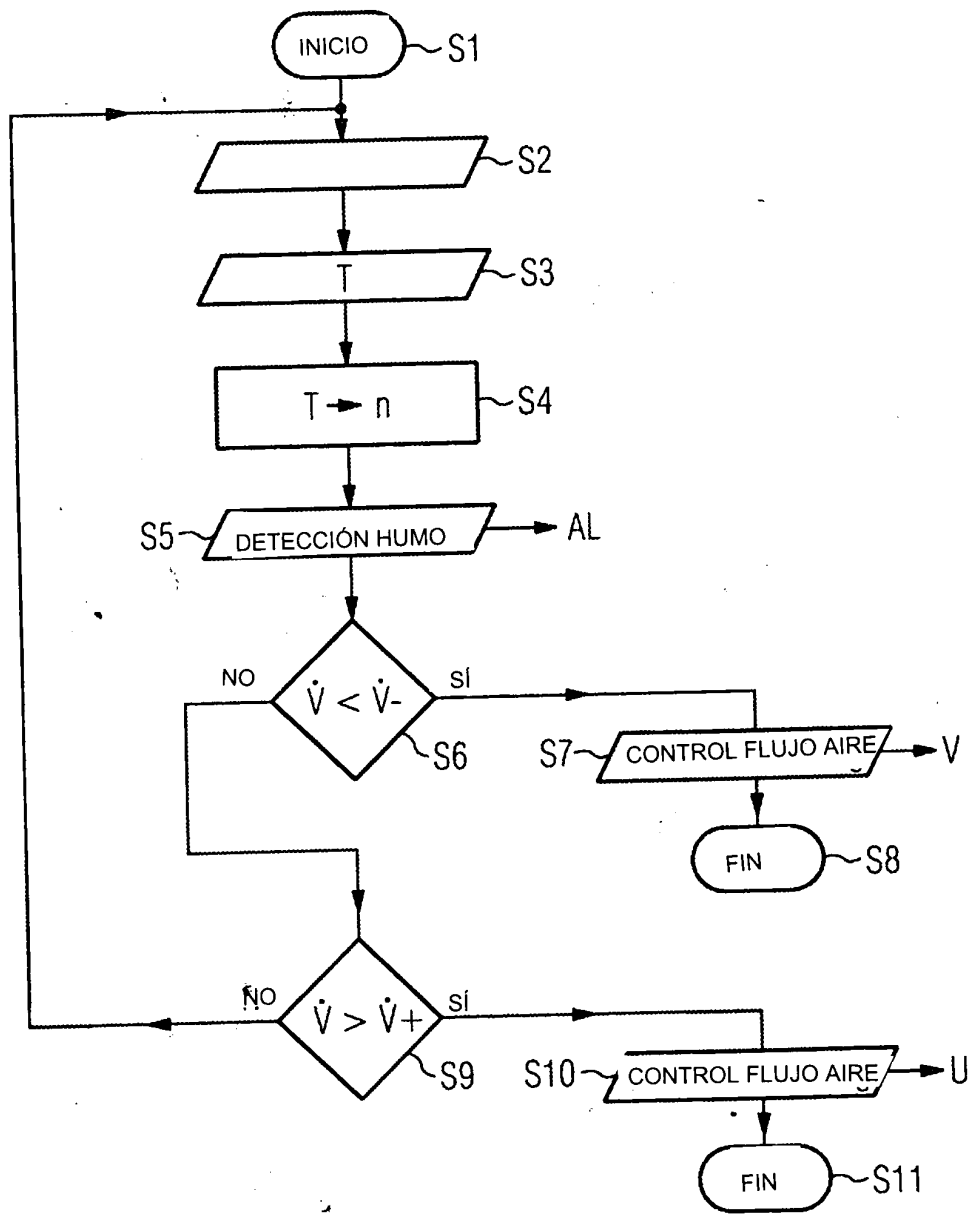 INICIO S1
S2
T S3
T → n S4
S5 DETECCIÓN HUMO AL
NO V̇ < V̇- SÍ
S6
S7 CONTROL FLUJO AIRE V
FIN S8
NO V̇ > V̇+ SÍ
S9
S10 CONTROL FLUJO AIRE U
FIN S11